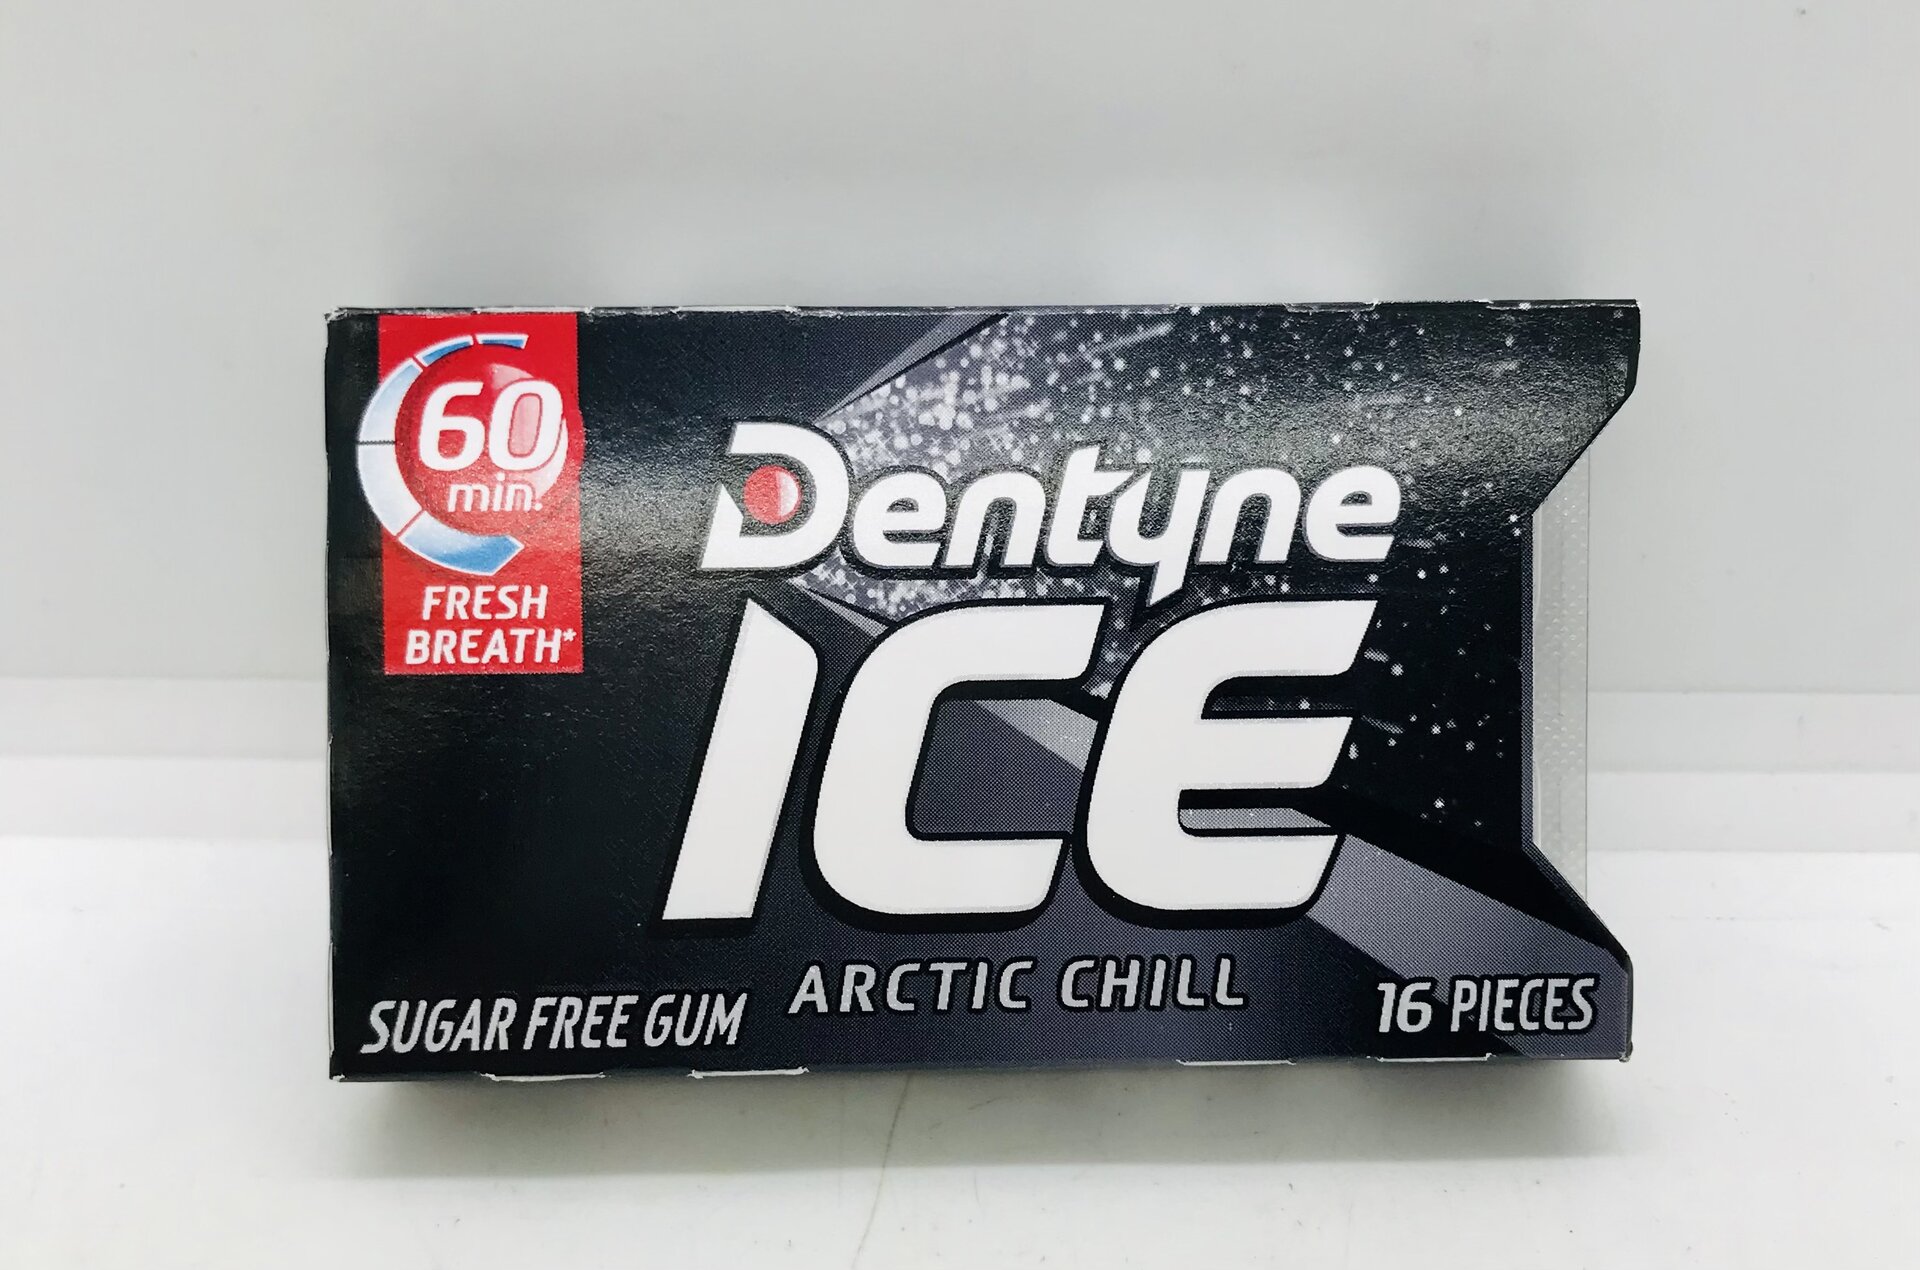 60
min.
FRESH
BREATH*
Dentyne
ICE
ARCTIC CHILL
SUGAR FREE GUM
16 PIECES